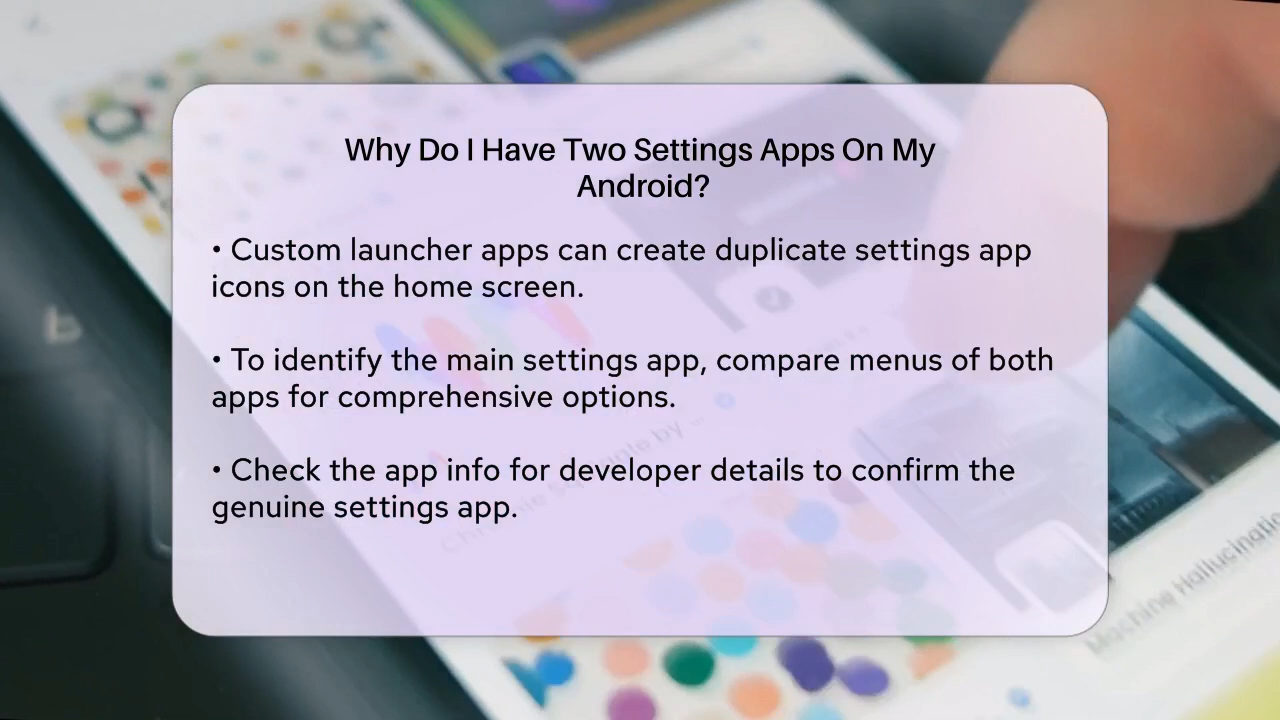 Why Do I Have Two Settings Apps On My
Android?
• Custom launcher apps can create duplicate settings app
icons on the home screen.
• To identify the main settings app, compare menus of both
apps for comprehensive options.
• Check the app info for developer details to confirm the
genuine settings app.
Machine Hallucinatio